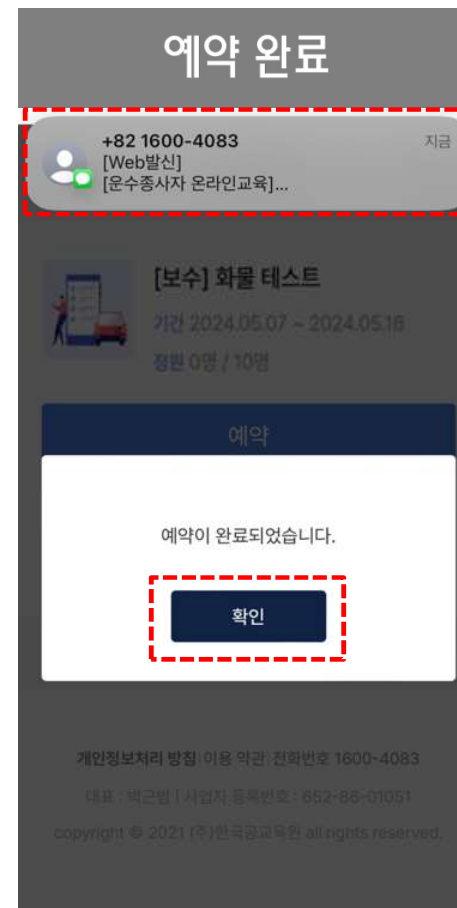 예약 완료
+82 1600-4083
지금
[Web발신]
[운수종사자 온라인교육]...
[보수] 화물 테스트
기간 2024.05.07 ~ 2024.05.16
정원 0명 / 10명
예약
예약이 완료되었습니다.
확인
개인정보처리 방침|이용 약관|전화번호 1600-4083
대표 : 박근범 | 사업자 등록번호 : 652-86-01051
copyright © 2021 (주)한국공교육원 all rights reserved.